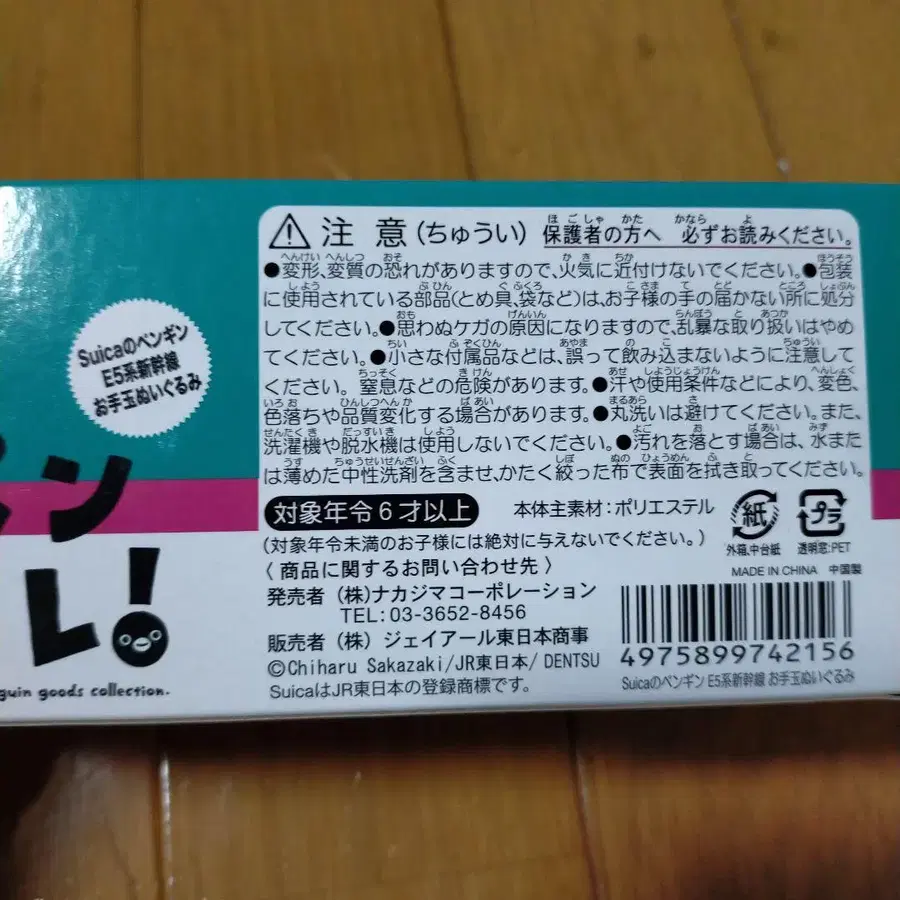 Suicaのペンギン
E5系新幹線
お手玉ぬいぐるみ
ン
し!
guin goods collection.
注 意 (ちゅうい) 保護者の方へ 必ずお読みください。
●変形、変質の恐れがありますので、火気に近付けないでください。●包装
に使用されている部品(とめ具、袋など)は、お子様の手の届かない所に処分
してください。●思わぬケガの原因になりますので、乱暴な取り扱いはやめ
てください。●小さな付属品などは、誤って飲み込まないように注意して
ください。窒息などの危険があります。●汗や使用条件などにより、変色、
色落ちや品質変化する場合があります。●丸洗いは避けてください。また、
洗濯機や脱水機は使用しないでください。●汚れを落とす場合は、水また
は薄めた中性洗剤を含ませ、かたく絞った布で表面を拭き取ってください。
対象年令6才以上 本体主素材:ポリエステル
(対象年令未満のお子様には絶対に与えないでください。)
紙
外箱、中台紙
プラ
透明窓:PET
〈 商品に関するお問い合わせ先 〉
MADE IN CHINA 中国製
発売者 (株)ナカジマコーポレーション
TEL:03-3652-8456
販売者 (株) ジェイアール東日本商事
©Chiharu Sakazaki/JR東日本/ DENTSU
SuicaはJR東日本の登録商標です。
4975899742156
Suicaのペンギン E5系新幹線 お手玉ぬいぐるみ